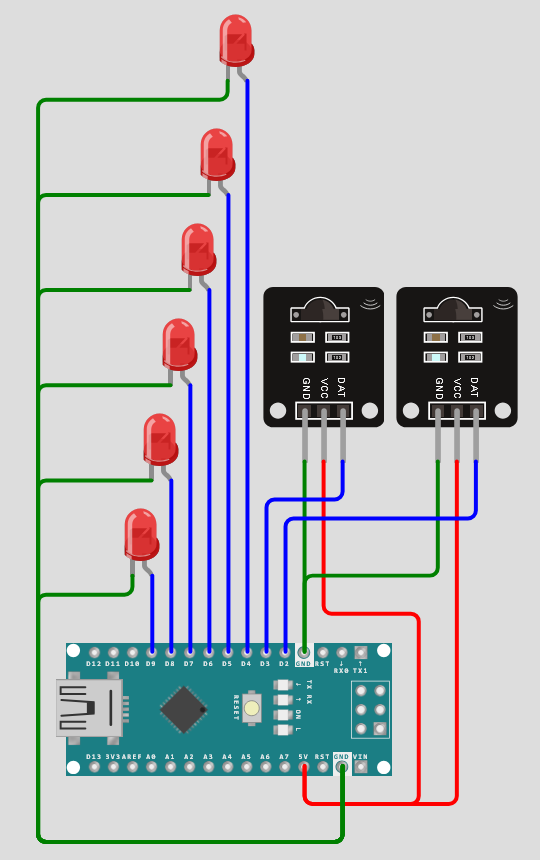 GND VCC DAT
GND VCC DAT
D12 D11 D10 D9 D8 D7 D6 D5 D4 D3 D2 GND RST RX0 TX1
TX RX
RESET
ON L
D13 3V3 AREF A0 A1 A2 A3 A4 A5 A6 A7 5V RST GND VIN